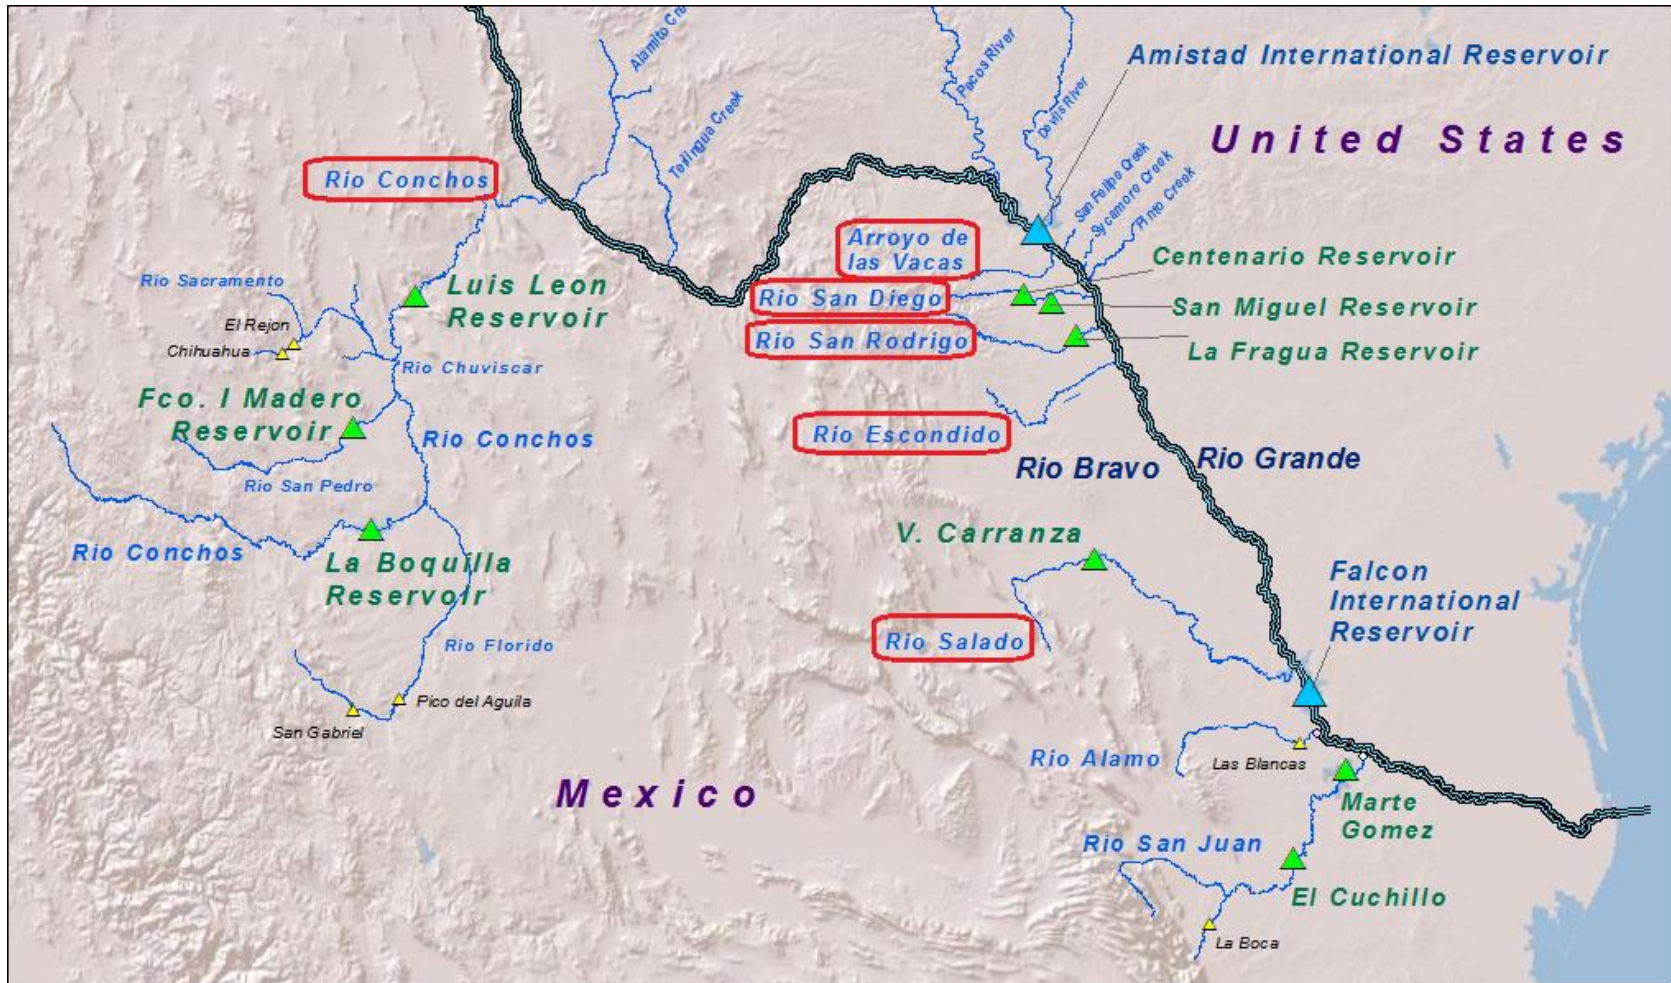 Alamito Cre
Pecos River
Devils River
Amistad International Reservoir
United States
Terlingua Creek
Rio Conchos
San Felipe Creek
Sycamore Creek
Pinto Creek
Arroyo de
las Vacas
Centenario Reservoir
Rio Sacramento
Luis Leon
Reservoir
Rio San Diego
San Miguel Reservoir
El Rejon
Chihuahua
Rio San Rodrigo
La Fragua Reservoir
Rio Chuviscar
Fco. I Madero
Reservoir
Rio Conchos
Rio Escondido
Rio Bravo
Rio Grande
Rio San Pedro
Rio Conchos
La Boquilla
Reservoir
V. Carranza
Falcon
International
Reservoir
Rio Salado
Rio Florido
Pico del Aguila
San Gabriel
Rio Alamo
Las Blancas
Mexico
Marte
Gomez
Rio San Juan
El Cuchillo
La Boca